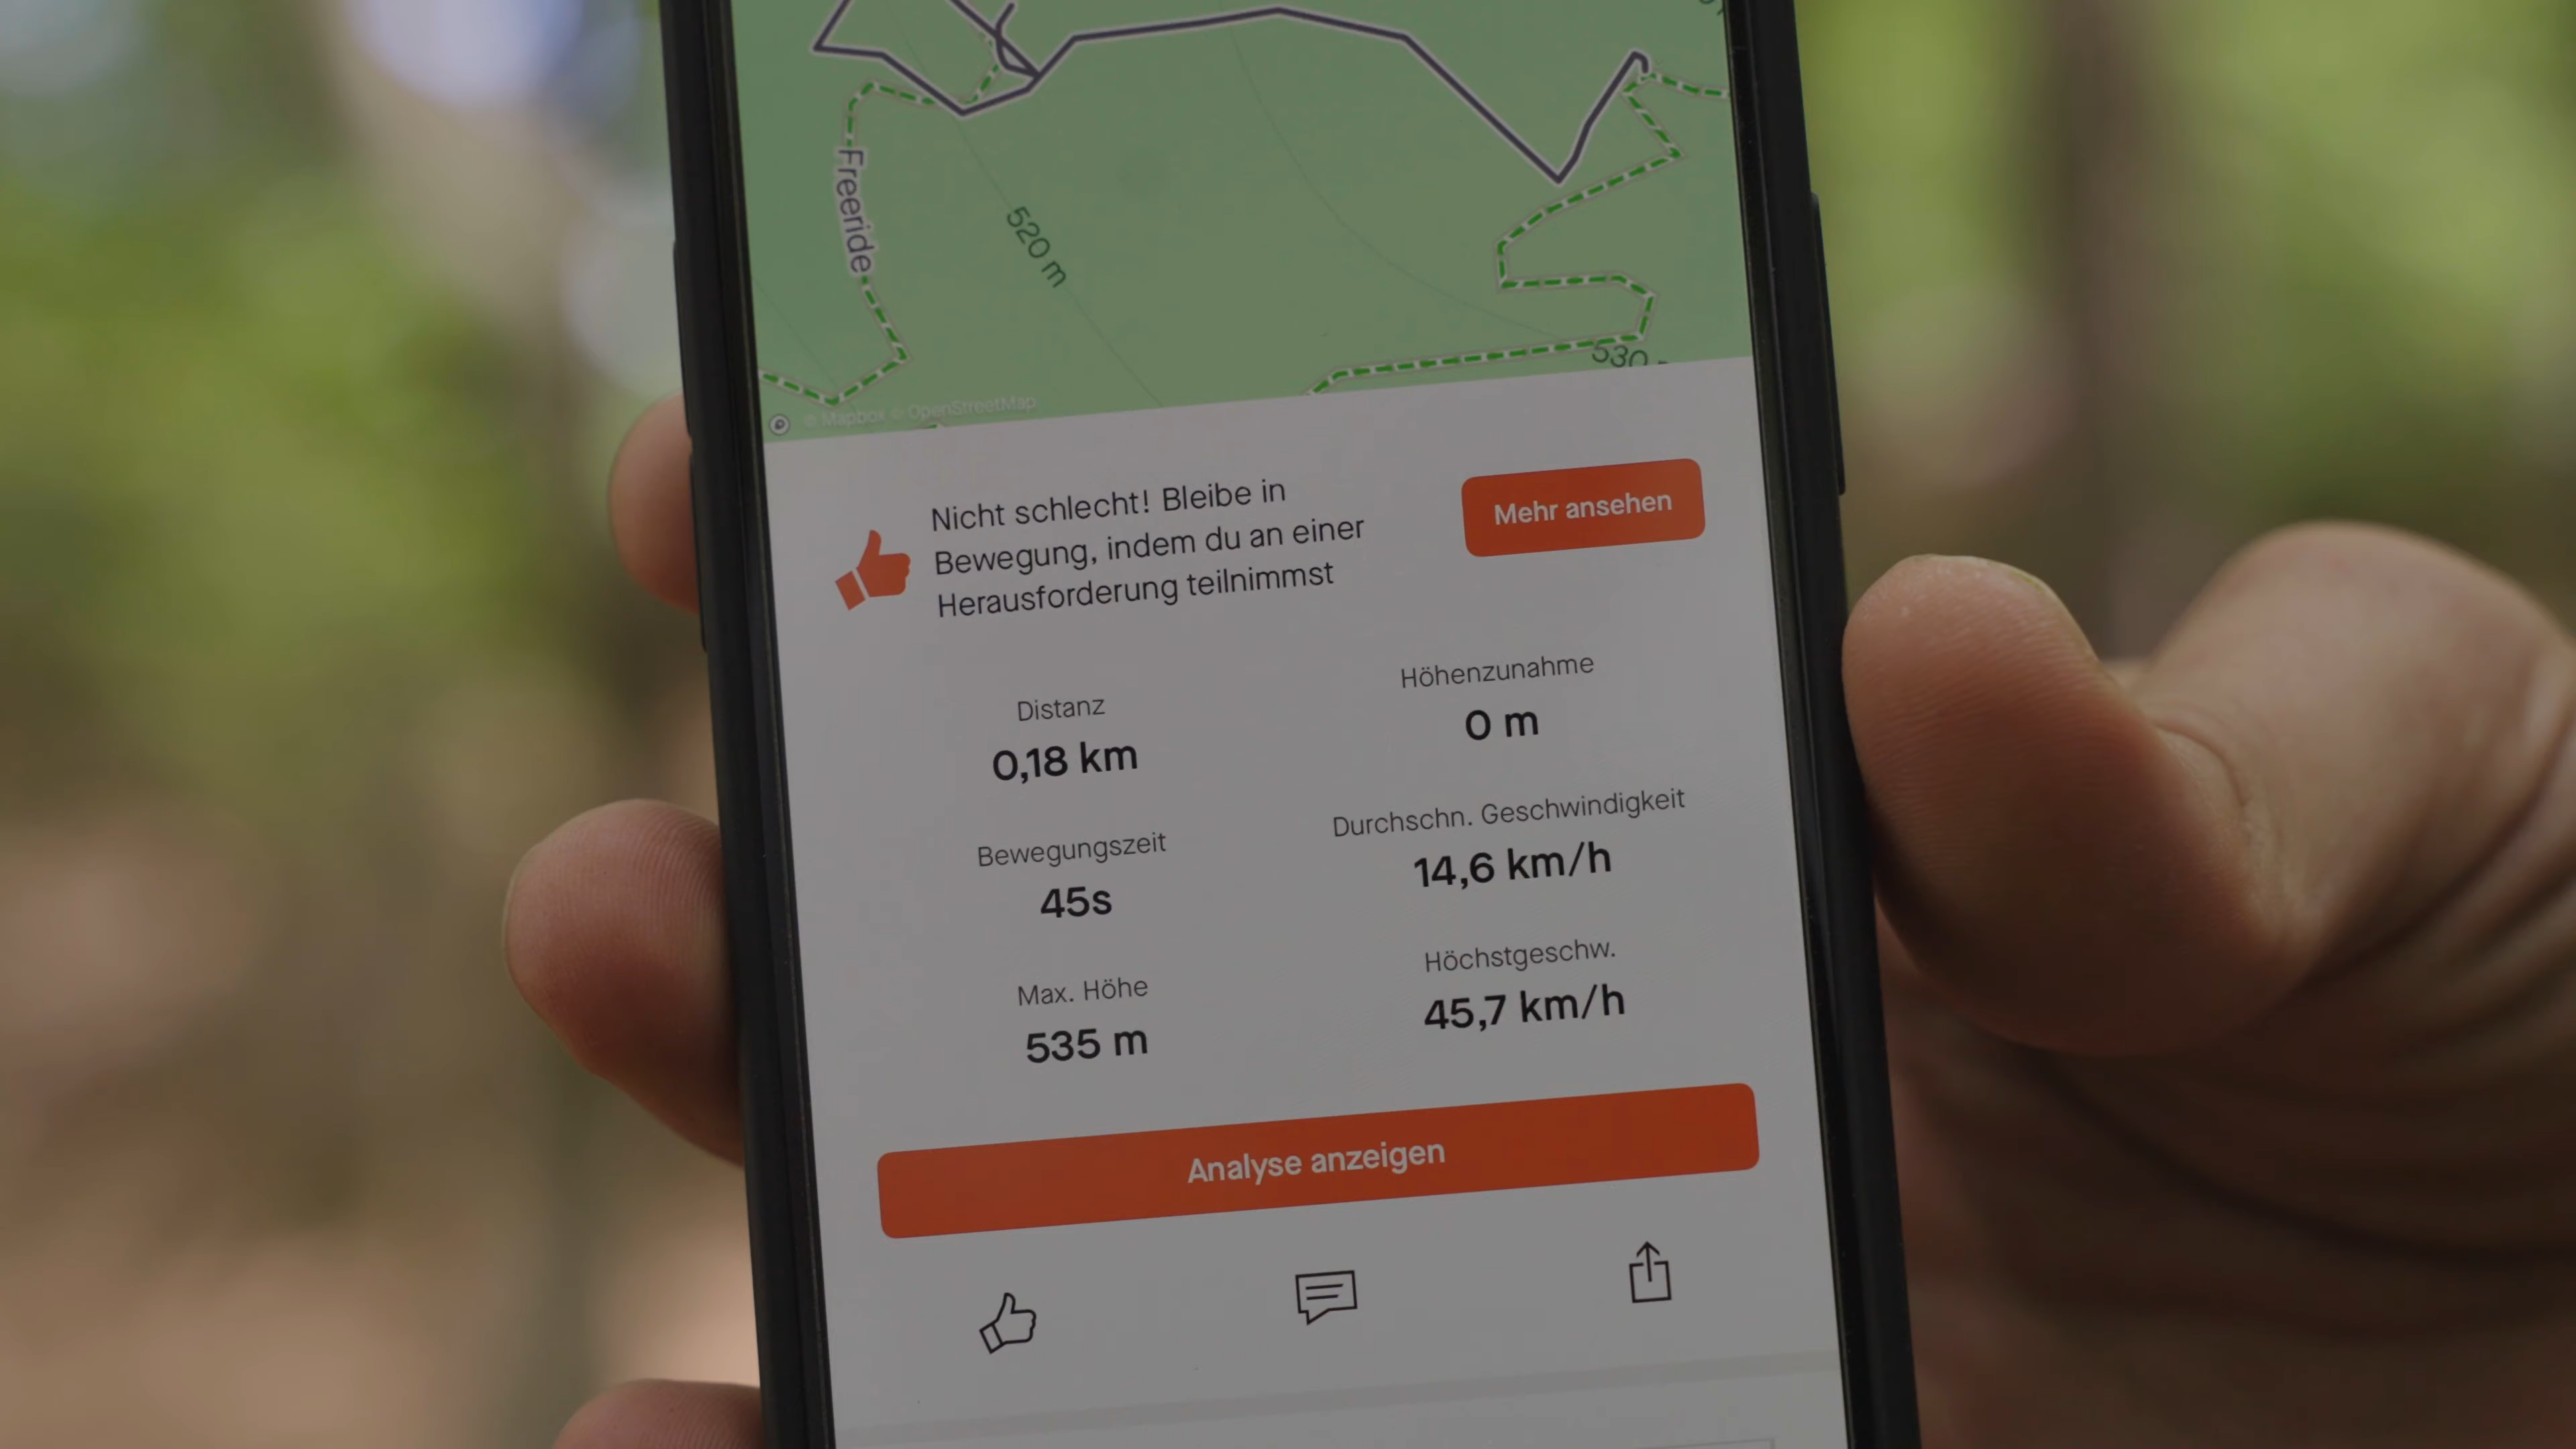 Freeride
520 m
530
© Mapbox © OpenStreetMap
Nicht schlecht! Bleibe in
Bewegung, indem du an einer
Herausforderung teilnimmst
Mehr ansehen
Distanz
0,18 km
Höhenzunahme
0 m
Bewegungszeit
45s
Durchschn. Geschwindigkeit
14,6 km/h
Max. Höhe
535 m
Höchstgeschw.
45,7 km/h
Analyse anzeigen